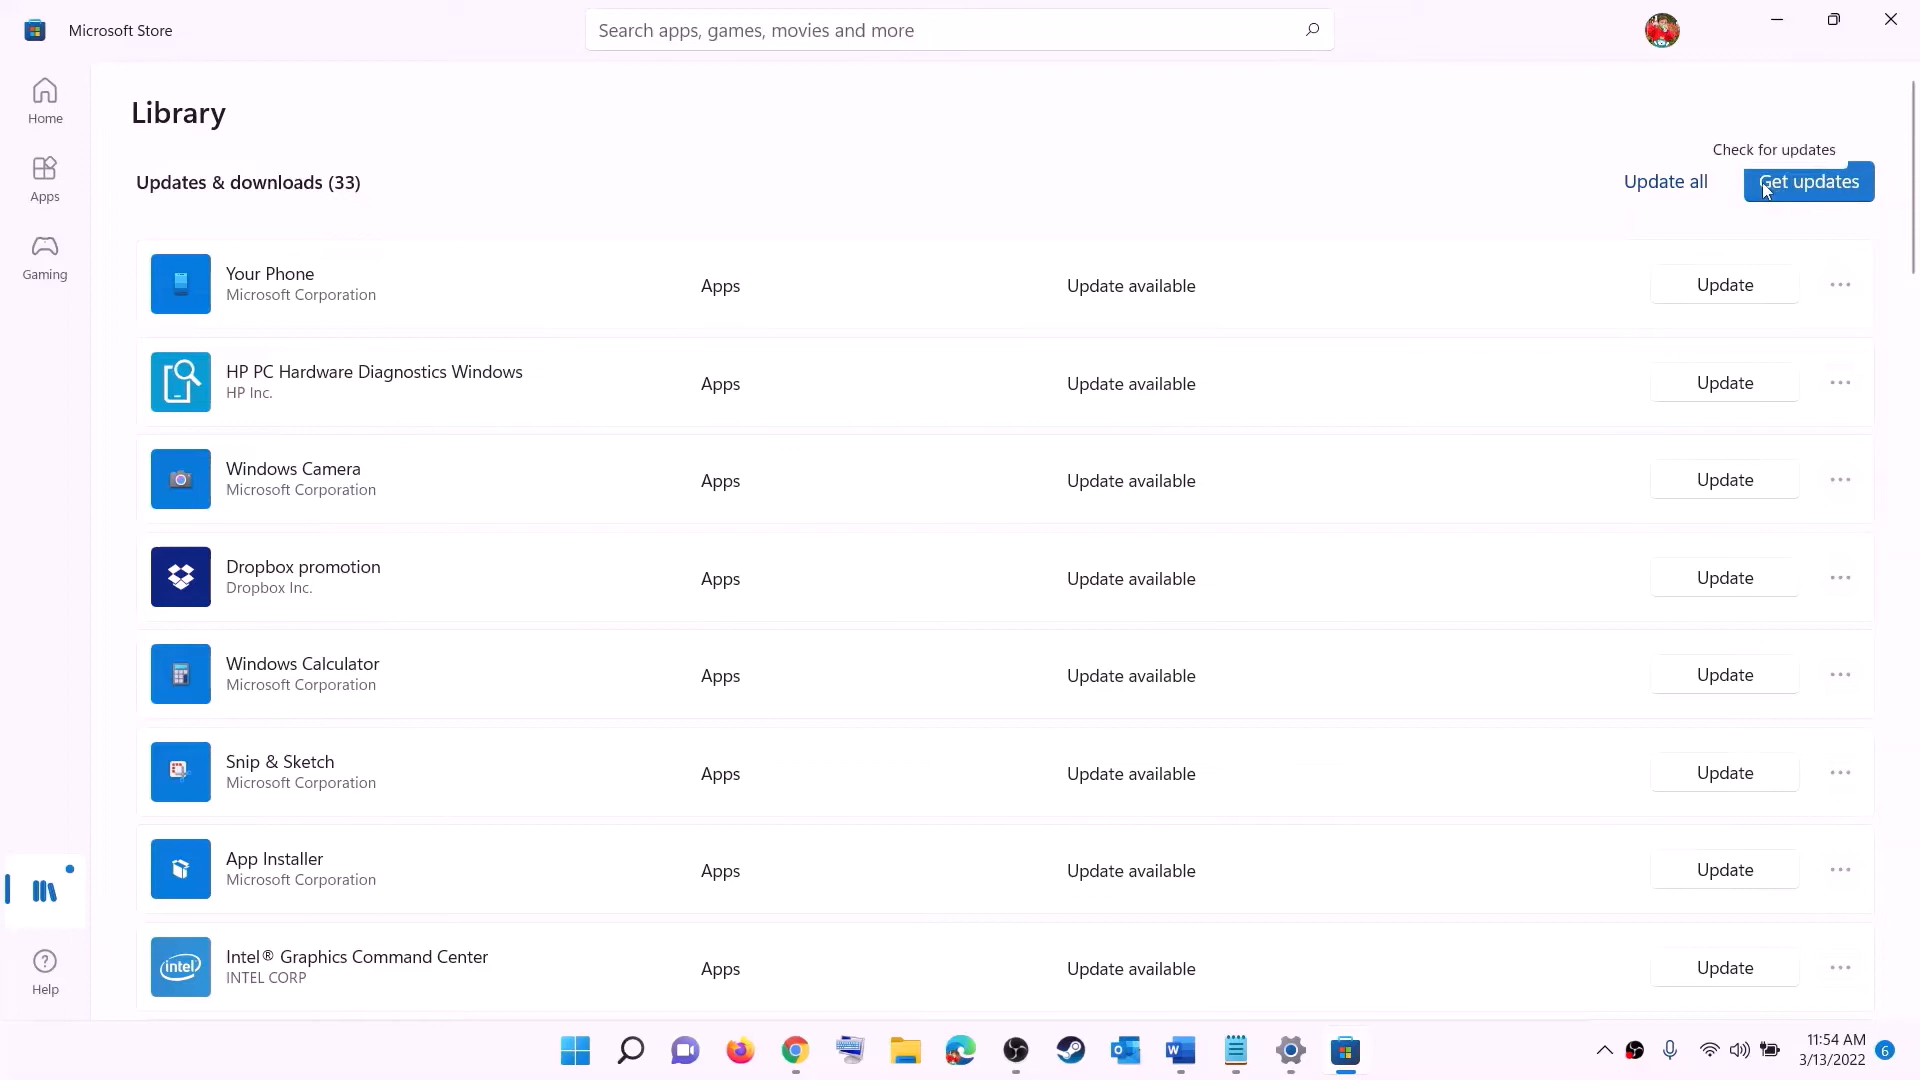 Microsoft Store
Search apps, games, movies and more
Home
Apps
Gaming
Help
Library
Check for updates
Updates & downloads (33)
Update all
Get updates
Your Phone
Microsoft Corporation
Apps
Update available
Update
HP PC Hardware Diagnostics Windows
HP Inc.
Apps
Update available
Update
Windows Camera
Microsoft Corporation
Apps
Update available
Update
Dropbox promotion
Dropbox Inc.
Apps
Update available
Update
Windows Calculator
Microsoft Corporation
Apps
Update available
Update
Snip & Sketch
Microsoft Corporation
Apps
Update available
Update
App Installer
Microsoft Corporation
Apps
Update available
Update
intel
Intel® Graphics Command Center
INTEL CORP
Apps
Update available
Update
11:54 AM
3/13/2022
6